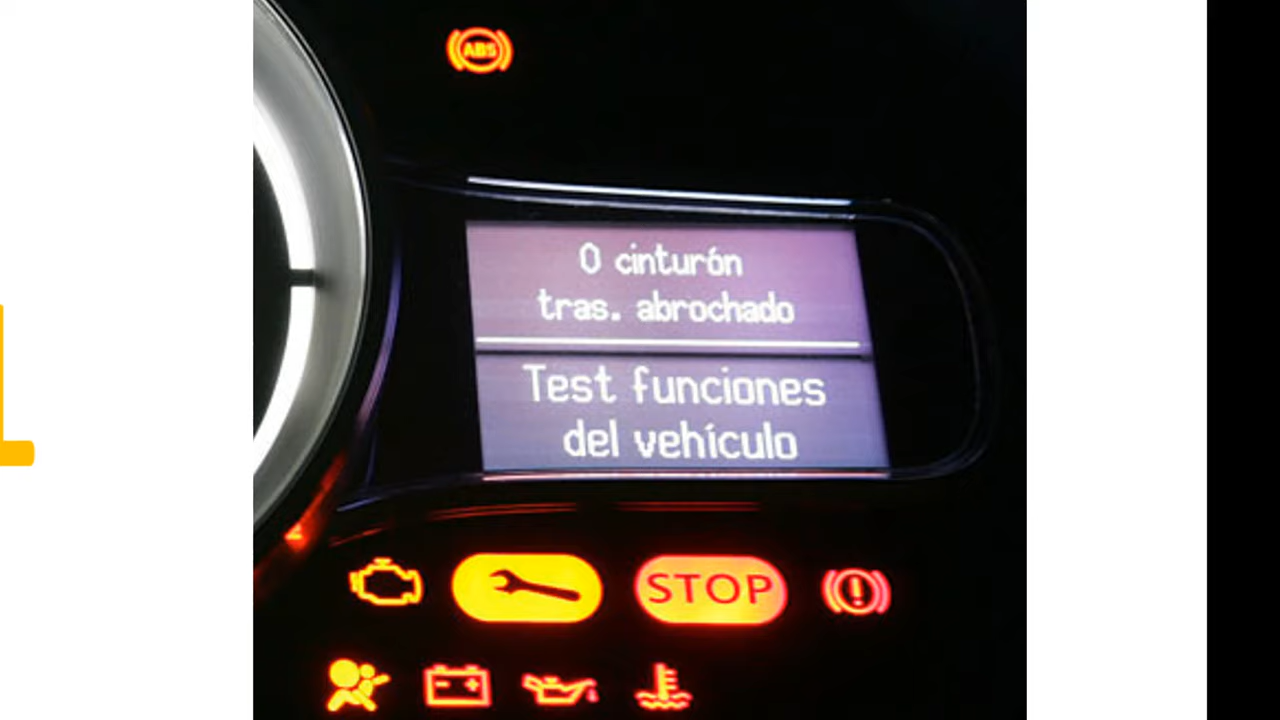 ABS
0 cinturón
tras. abrochado
Test funciones
del vehículo
STOP